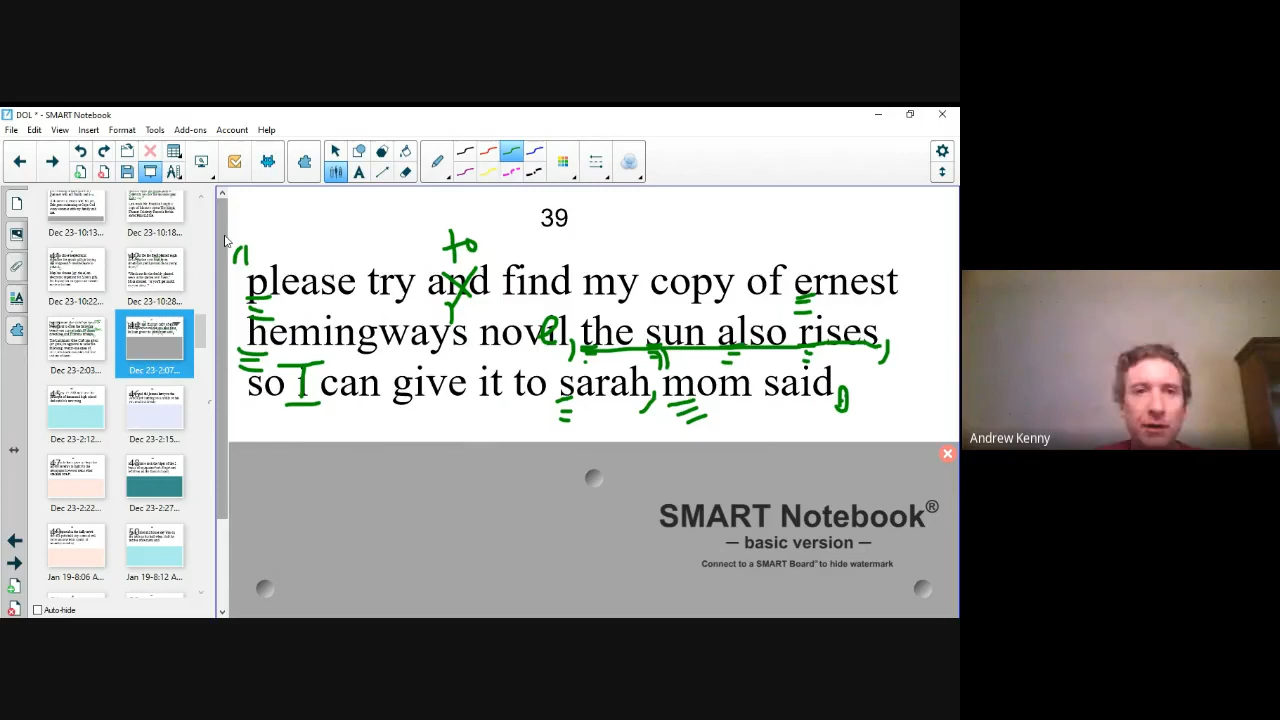 DOL * - SMART Notebook
File Edit View Insert Format Tools Add-ons Account Help
39
to
"please try and find my copy of ernest
hemingways novel, the sun also rises,
so I can give it to sarah, mom said.
SMART Notebook®
— basic version —
Connect to a SMART Board® to hide watermark
Dec 23-10:13...
Dec 23-10:18...
Dec 23-10:22...
Dec 23-10:28...
Dec 23-2:03...
Dec 23-2:07...
Dec 23-2:12...
Dec 23-2:15...
Dec 23-2:22...
Dec 23-2:27...
Jan 19-8:06 A...
Jan 19-8:12 A...
Auto-hide
Andrew Kenny